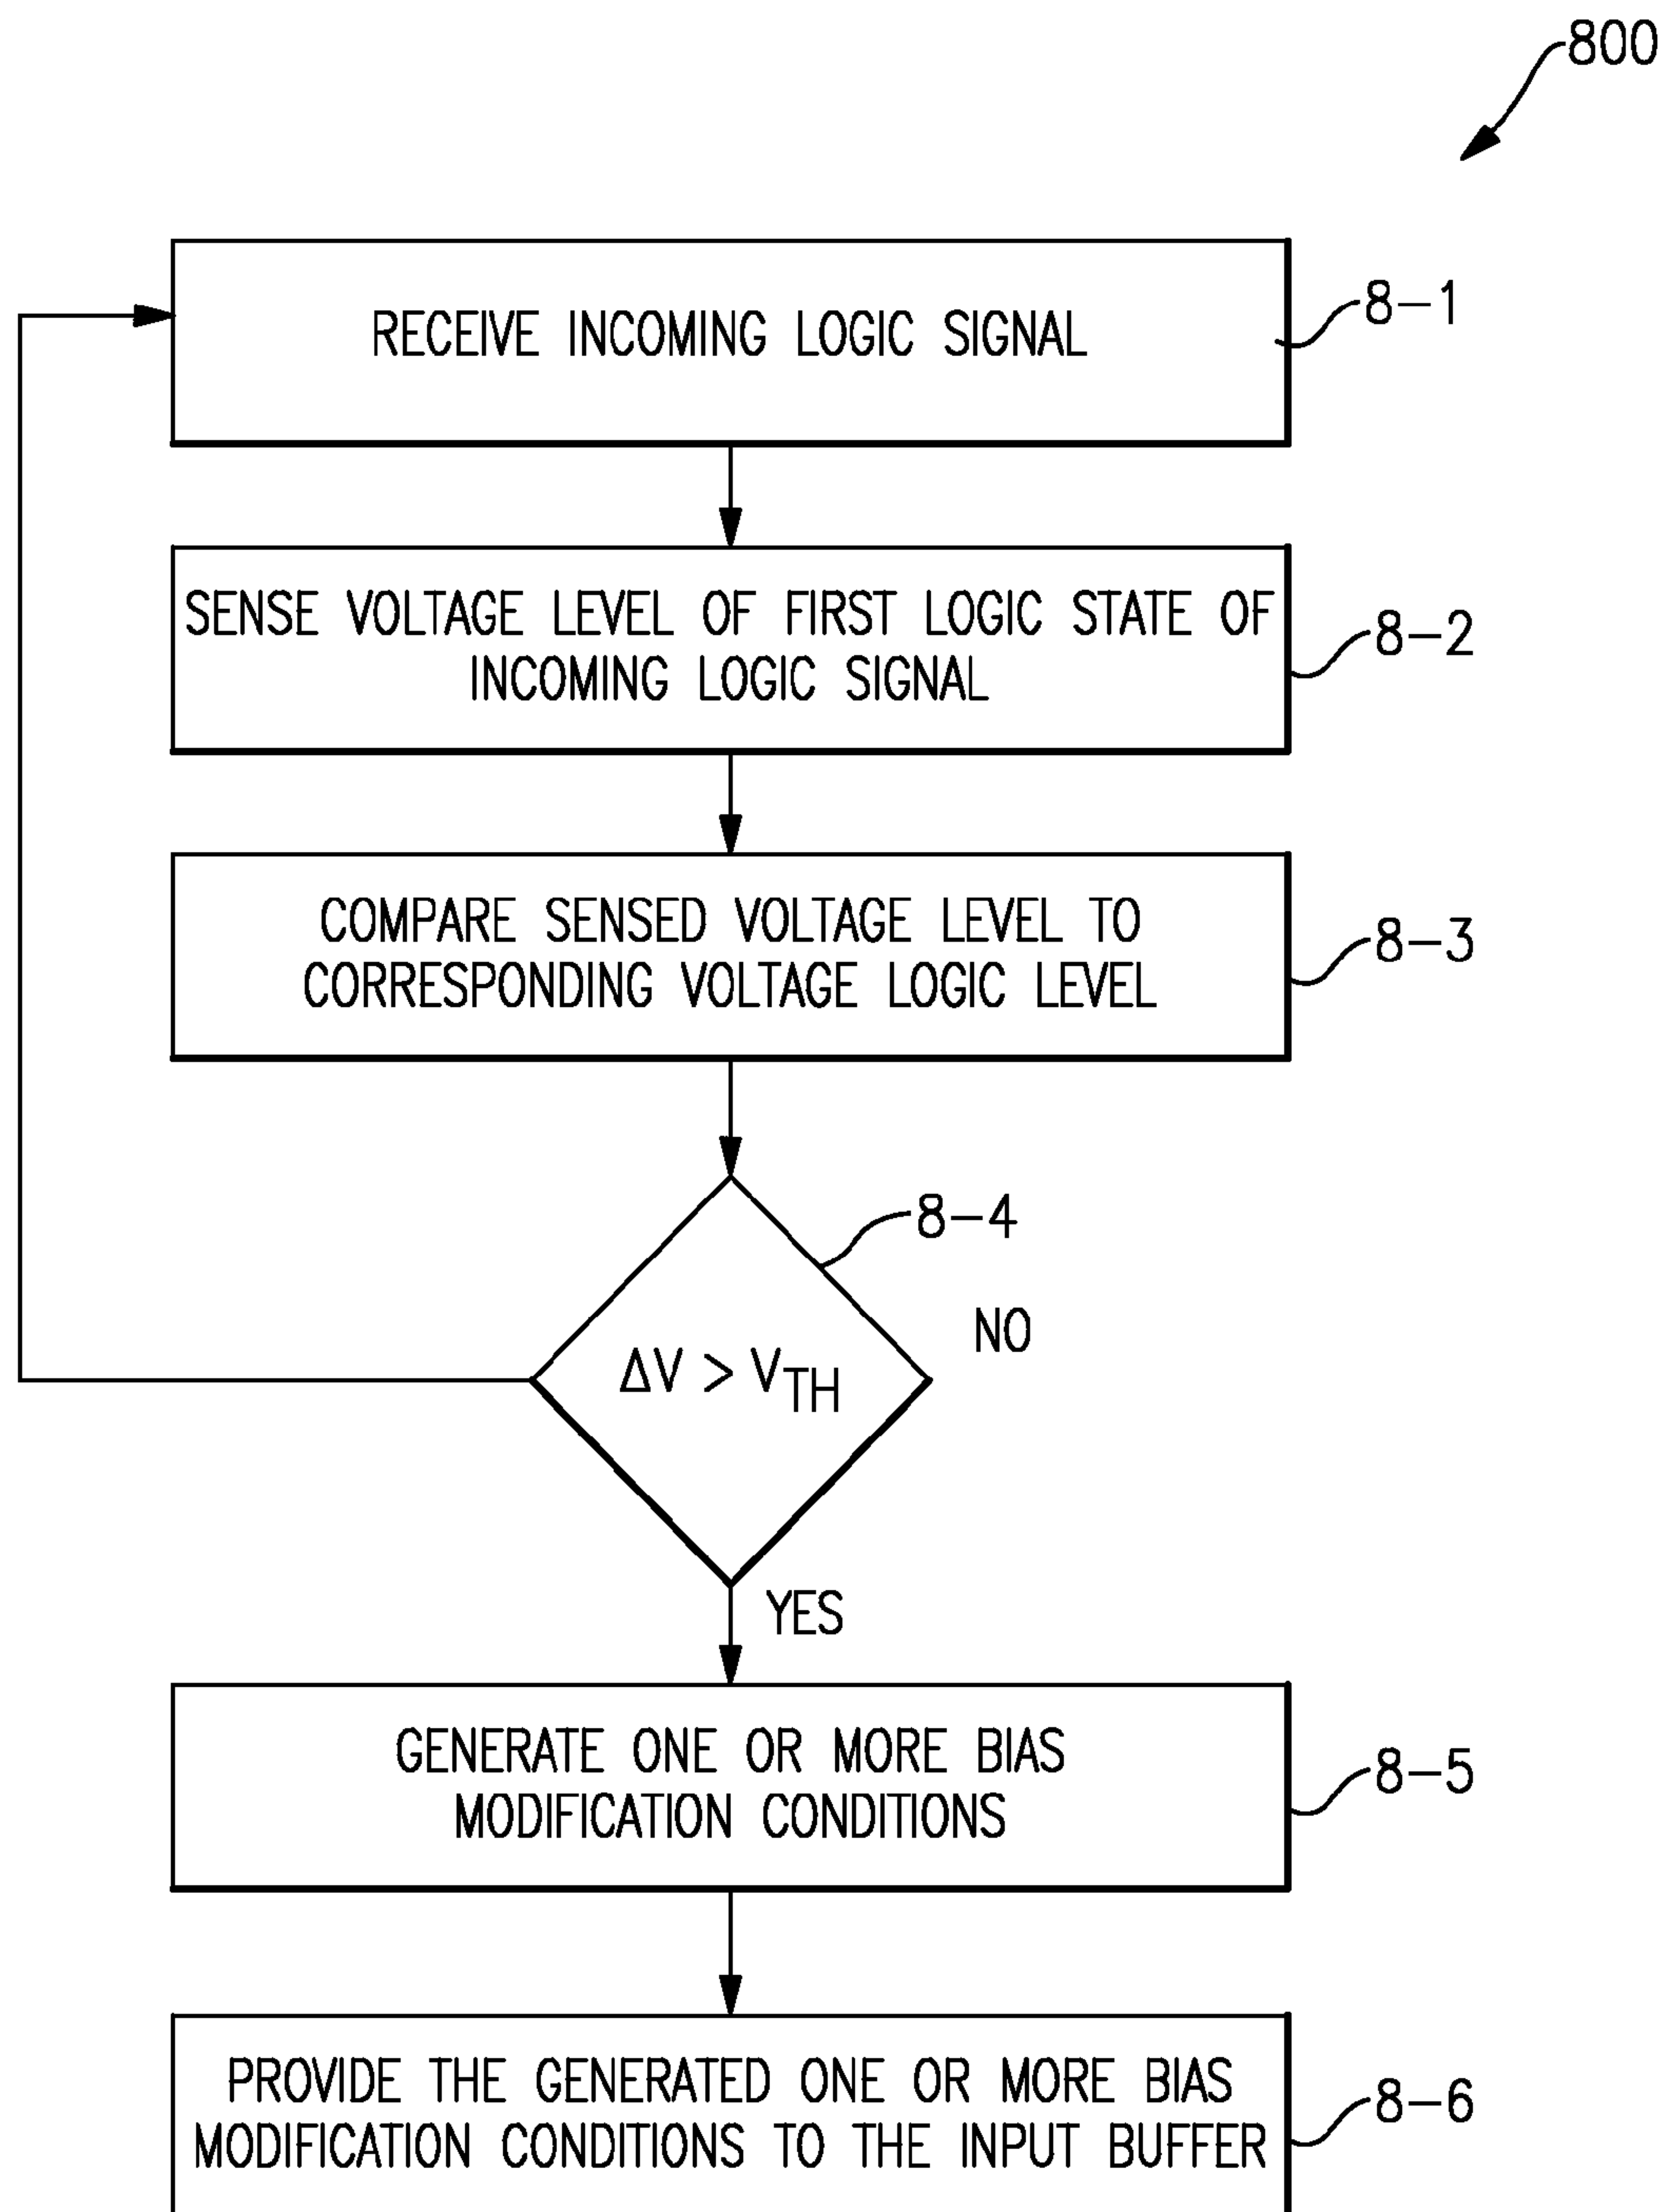 800
RECEIVE INCOMING LOGIC SIGNAL
8-1
SENSE VOLTAGE LEVEL OF FIRST LOGIC STATE OF
INCOMING LOGIC SIGNAL
8-2
COMPARE SENSED VOLTAGE LEVEL TO
CORRESPONDING VOLTAGE LOGIC LEVEL
8-3
8-4
NO
ΔV > VTH
YES
GENERATE ONE OR MORE BIAS
MODIFICATION CONDITIONS
8-5
PROVIDE THE GENERATED ONE OR MORE BIAS
MODIFICATION CONDITIONS TO THE INPUT BUFFER
8-6